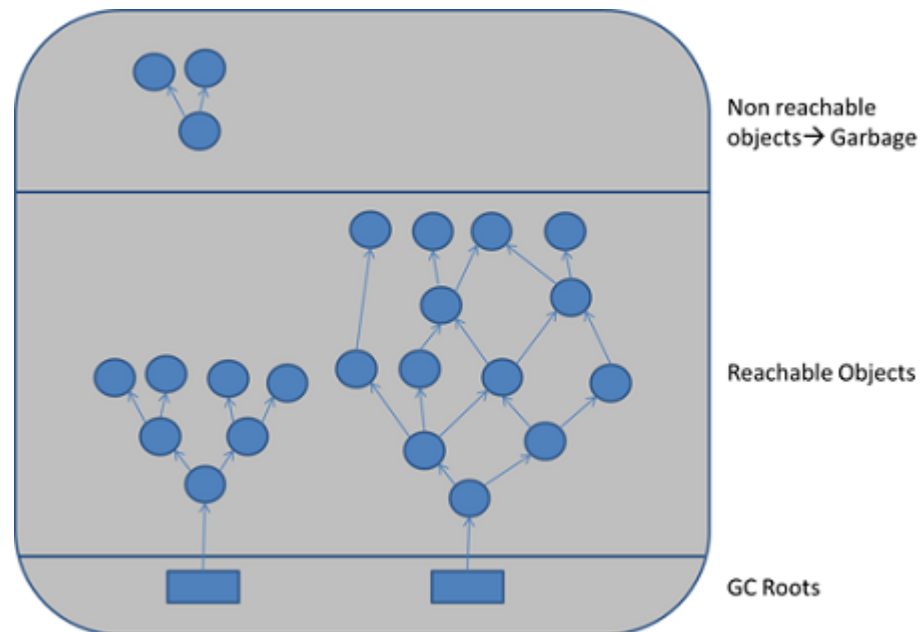 Non reachable
objects→ Garbage
Reachable Objects
GC Roots